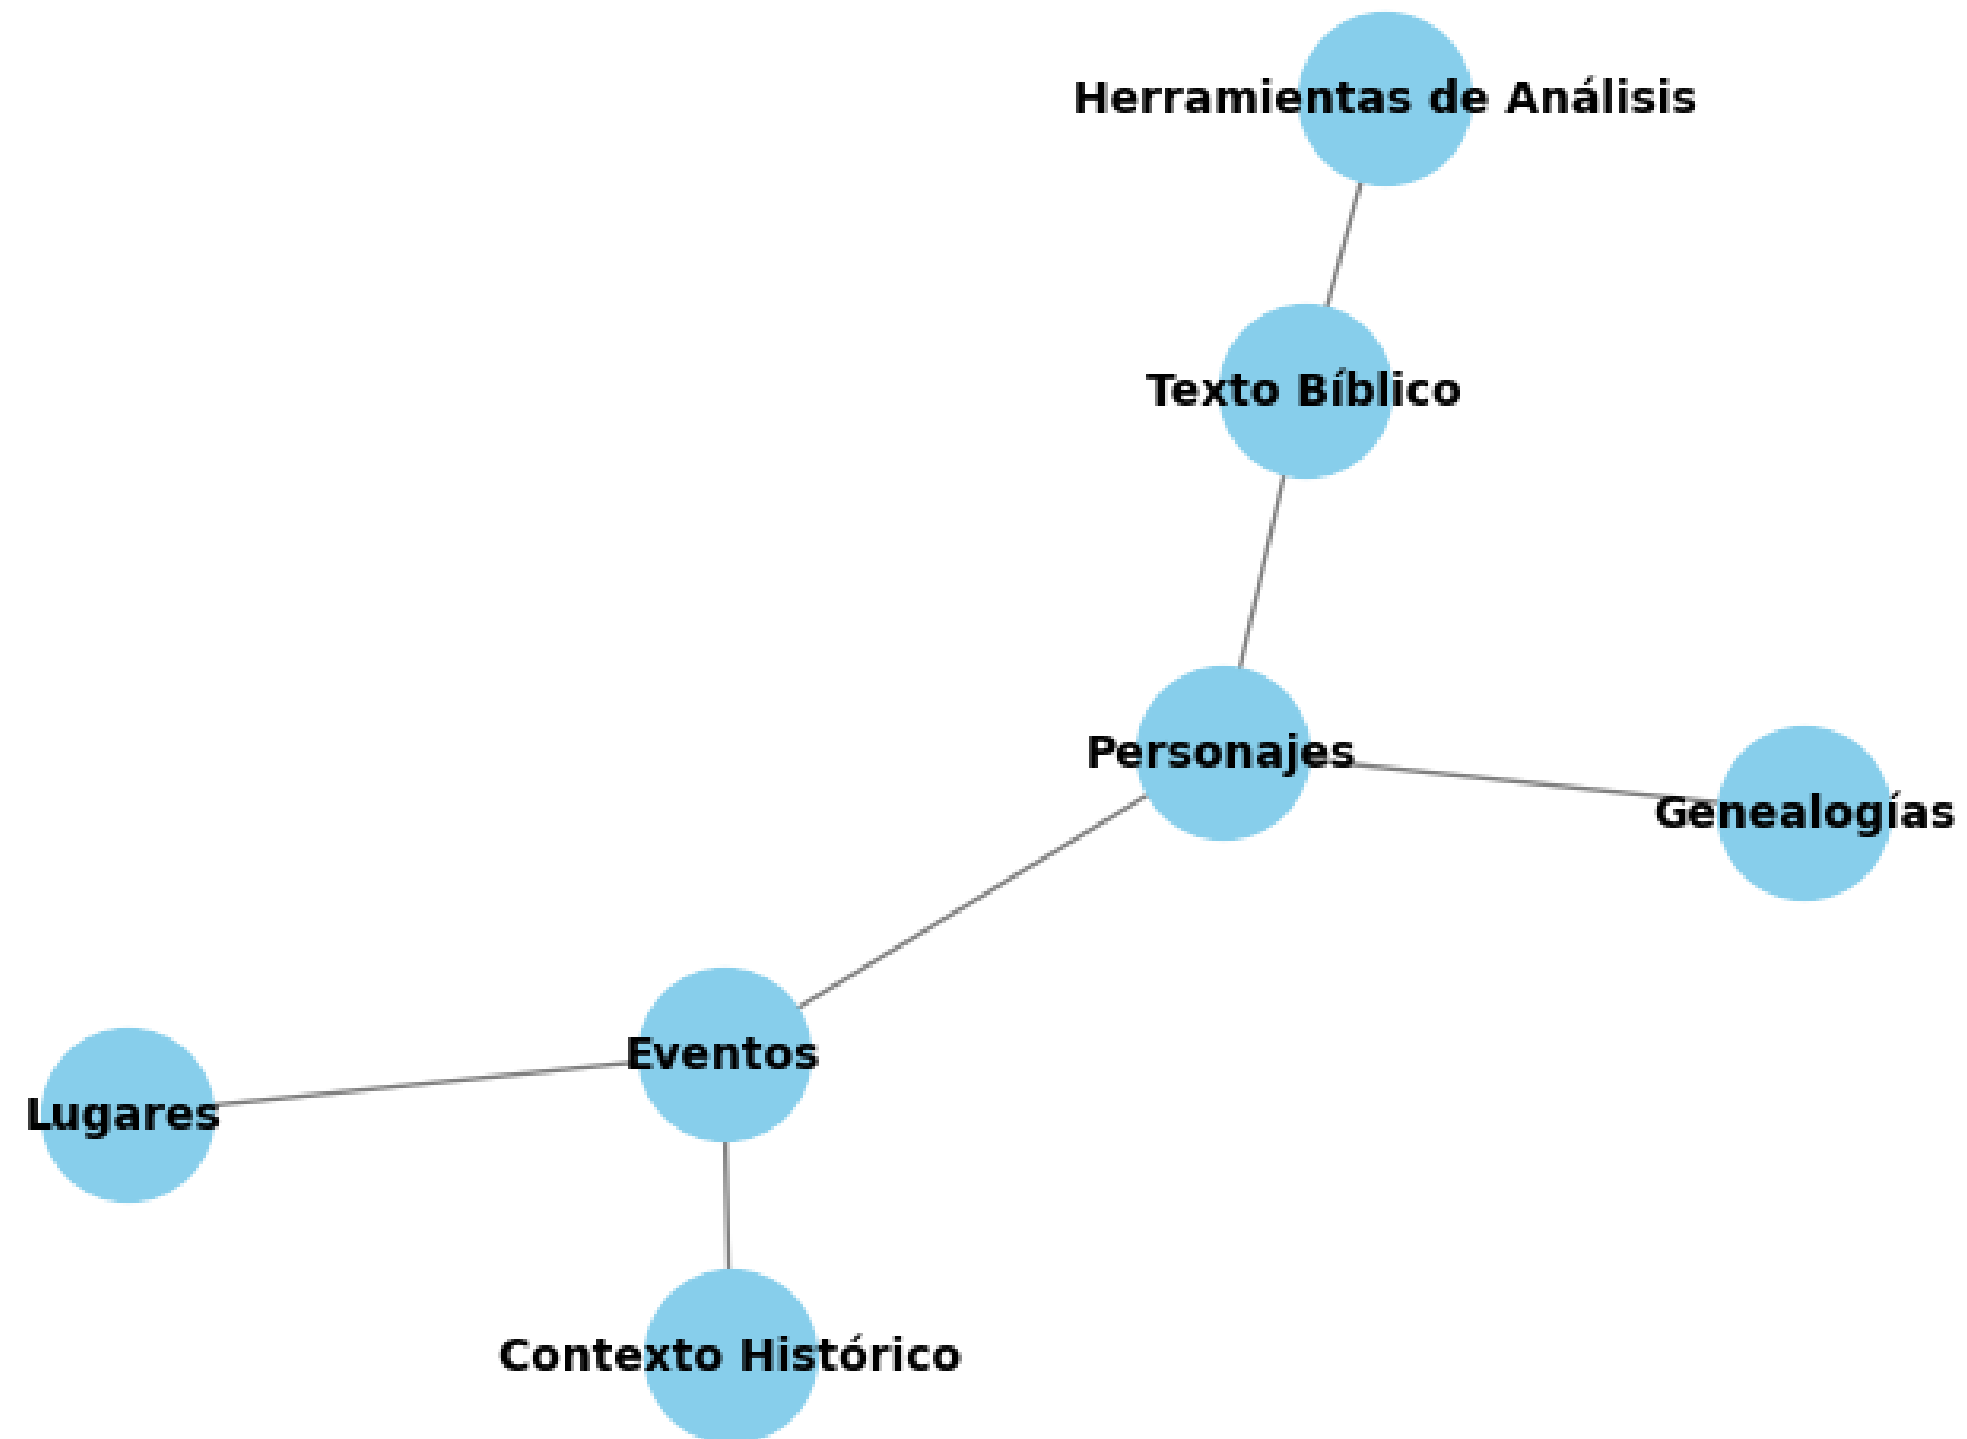 Herramientas de Análisis
Texto Bíblico
Personajes
Genealogías
Eventos
Lugares
Contexto Histórico